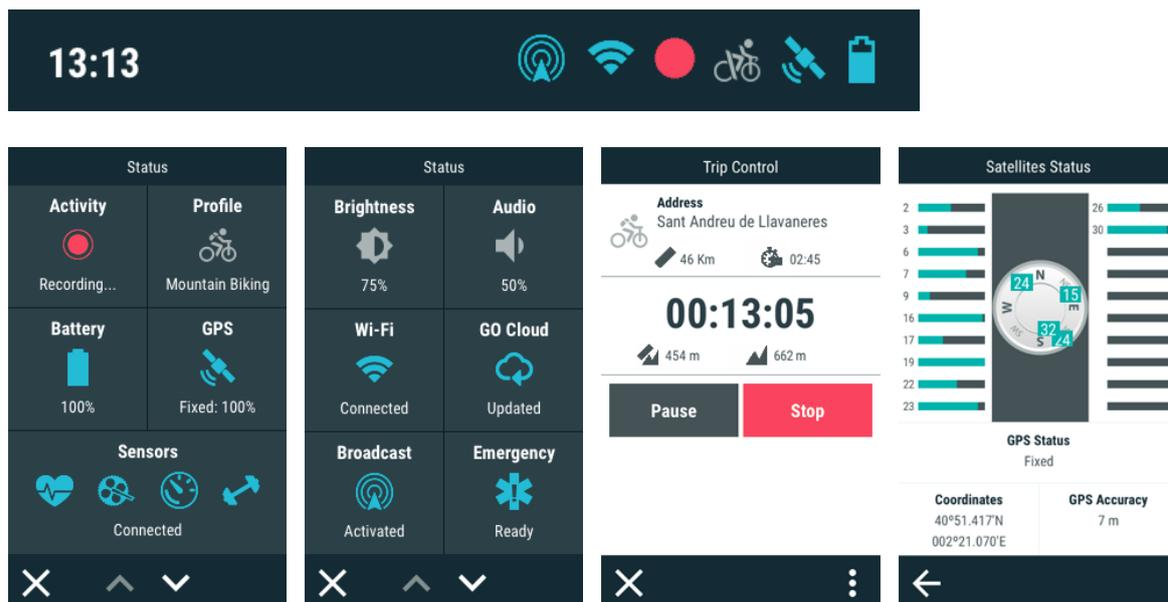 13:13
Status
Activity
Profile
Recording...
Mountain Biking
Battery
GPS
100%
Fixed: 100%
Sensors
Connected
Status
Brightness
Audio
75%
50%
Wi-Fi
GO Cloud
Connected
Updated
Broadcast
Emergency
Activated
Ready
Trip Control
Address
Sant Andreu de Llavaneres
46 Km
02:45
00:13:05
454 m
662 m
Pause
Stop
Satellites Status
2
3
6
7
9
16
17
19
22
23
26
30
N
24
15
E
W
32
24
S
SW
GPS Status
Fixed
Coordinates
GPS Accuracy
40º51.417'N
7 m
002º21.070'E